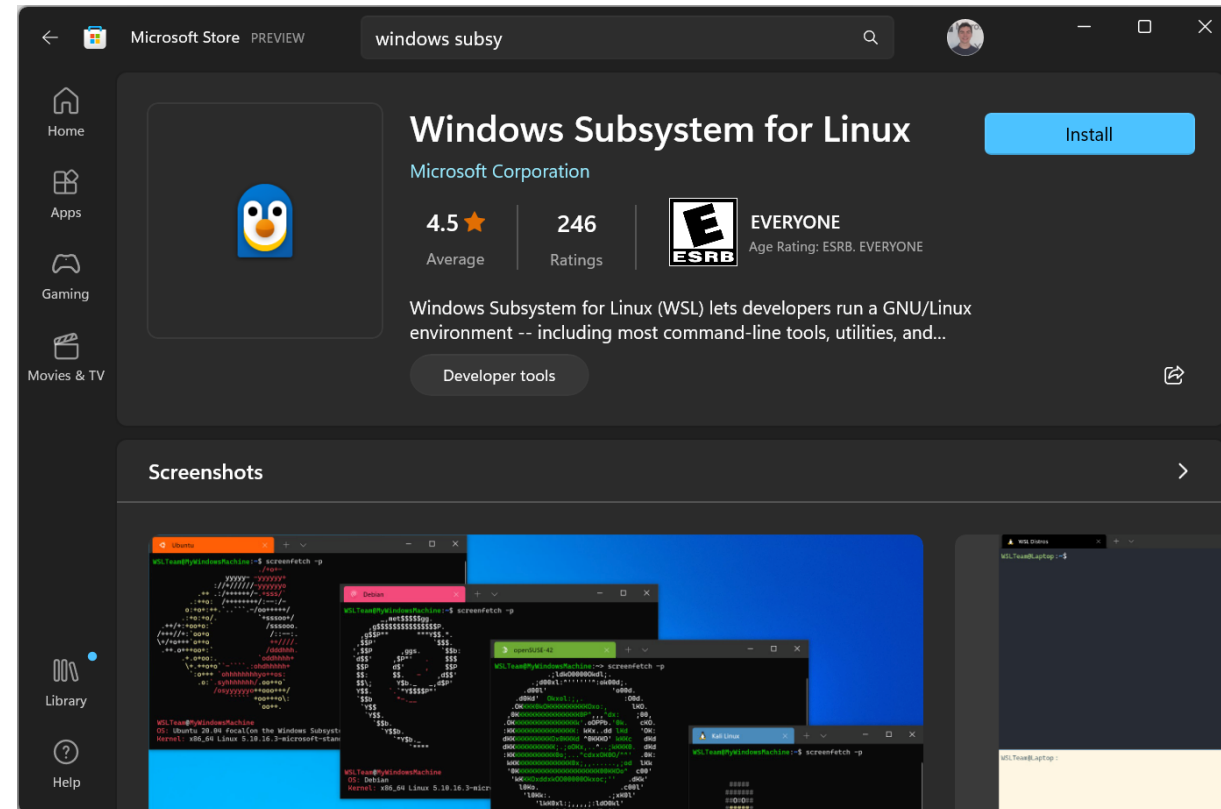 Microsoft Store PREVIEW
windows subsy
Home
Apps
Gaming
Movies & TV
Library
Help
Windows Subsystem for Linux
Install
Microsoft Corporation
4.5
Average
246
Ratings
ESRB
EVERYONE
Age Rating: ESRB. EVERYONE
Windows Subsystem for Linux (WSL) lets developers run a GNU/Linux
environment -- including most command-line tools, utilities, and...
Developer tools
Screenshots
Ubuntu
WSLTeam@MyWindowsMachine:~$ screenfetch -p
WSLTeam@MyWindowsMachine
OS: Ubuntu 20.04 focal(on the Windows Subsyst
Kernel: x86_64 Linux 5.10.16.3-microsoft-stan
Debian
WSLTeam@MyWindowsMachine:~$ screenfetch -p
WSLTeam@MyWindowsMachine
OS: Debian
Kernel: x86_64 Linux 5.10.16.3-micr
openSUSE-42
WSLTeam@MyWindowsMachine:~> screenfetch -p
Kali Linux
WSLTeam@MyWindowsMachine:~$ screenfetch -p
WSL Distros
WSLTeam@Laptop:~$
WSLTeam@Laptop: